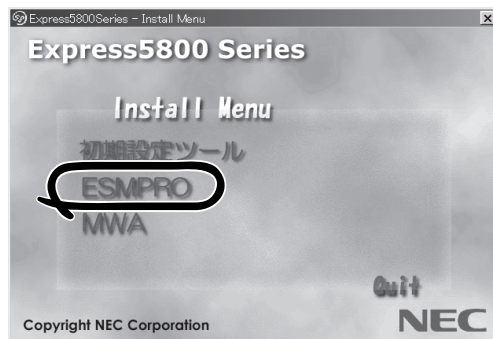 Express5800Series - Install Menu
Express5800 Series
Install Menu
初期設定ツール
ESMPRO
MWA
Quit
Copyright NEC Corporation
NEC